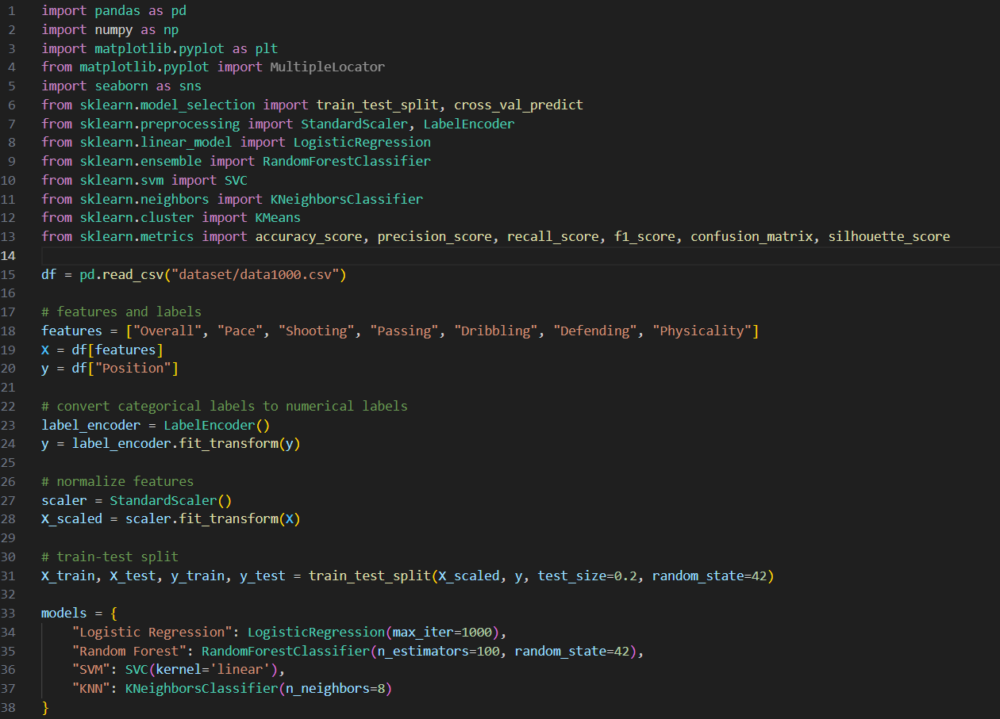 1 import pandas as pd
2 import numpy as np
3 import matplotlib.pyplot as plt
4 from matplotlib.pyplot import MultipleLocator
5 import seaborn as sns
6 from sklearn.model_selection import train_test_split, cross_val_predict
7 from sklearn.preprocessing import StandardScaler, LabelEncoder
8 from sklearn.linear_model import LogisticRegression
9 from sklearn.ensemble import RandomForestClassifier
10 from sklearn.svm import SVC
11 from sklearn.neighbors import KNeighborsClassifier
12 from sklearn.cluster import KMeans
13 from sklearn.metrics import accuracy_score, precision_score, recall_score, f1_score, confusion_matrix, silhouette_score
14
15 df = pd.read_csv("dataset/data1000.csv")
16
17 # features and labels
18 features = ["Overall", "Pace", "Shooting", "Passing", "Dribbling", "Defending", "Physicality"]
19 X = df[features]
20 y = df["Position"]
21
22 # convert categorical labels to numerical labels
23 label_encoder = LabelEncoder()
24 y = label_encoder.fit_transform(y)
25
26 # normalize features
27 scaler = StandardScaler()
28 X_scaled = scaler.fit_transform(X)
29
30 # train-test split
31 X_train, X_test, y_train, y_test = train_test_split(X_scaled, y, test_size=0.2, random_state=42)
32
33 models = {
34     "Logistic Regression": LogisticRegression(max_iter=1000),
35     "Random Forest": RandomForestClassifier(n_estimators=100, random_state=42),
36     "SVM": SVC(kernel='linear'),
37     "KNN": KNeighborsClassifier(n_neighbors=8)
38 }